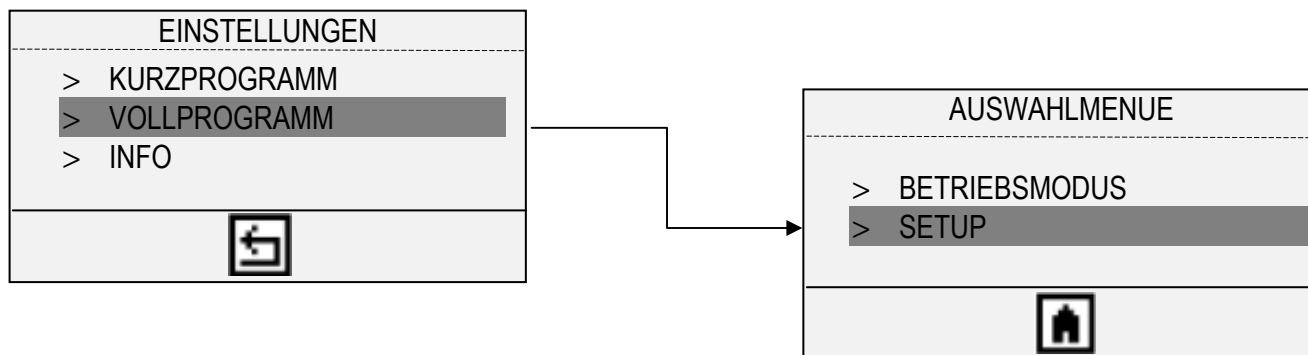 EINSTELLUNGEN
> KURZPROGRAMM
> VOLLPROGRAMM
> INFO
AUSWAHLMENUE
> BETRIEBSMODUS
> SETUP